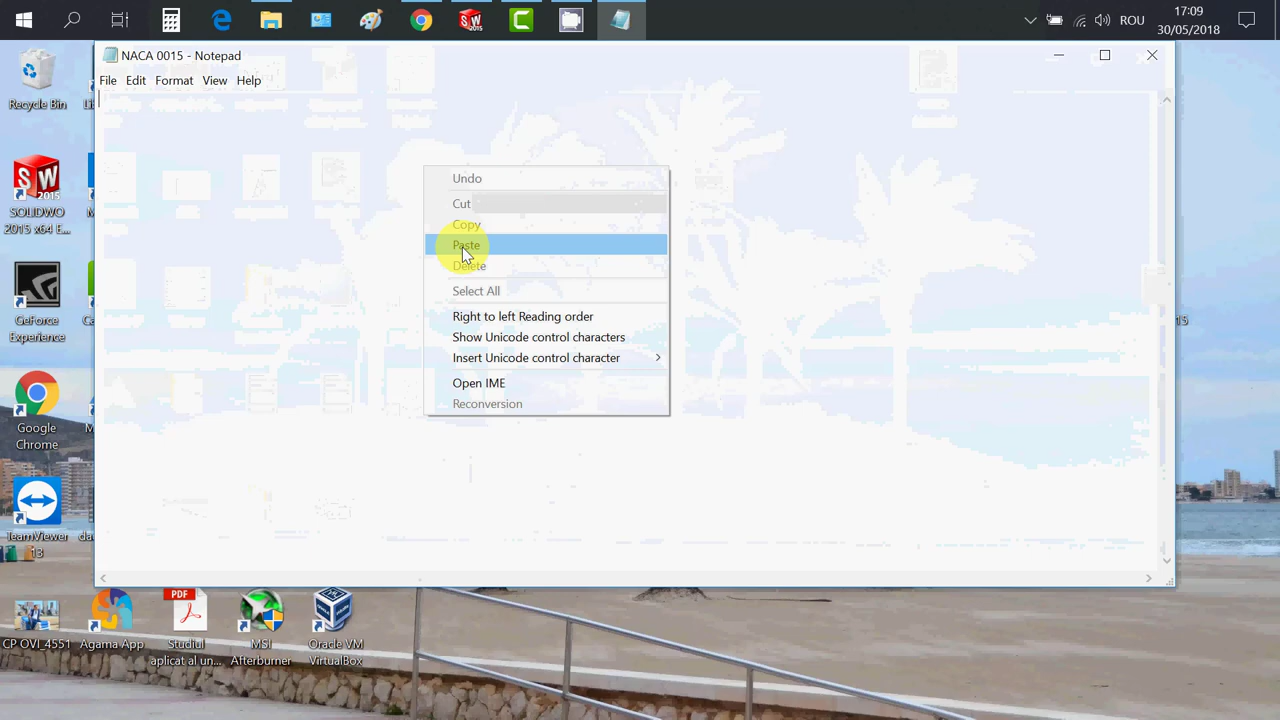 ROU
17:09
30/05/2018
NACA 0015 - Notepad
File Edit Format View Help
Recycle Bin
SOLIDWO
2015 x64 E...
GeForce
Experience
Google
Chrome
TeamViewer
13
CP OVI_4551
Agama App
PDF
Studiul
aplicat al un...
MSI
Afterburner
Oracle VM
VirtualBox
Undo
Cut
Copy
Paste
Delete
Select All
Right to left Reading order
Show Unicode control characters
Insert Unicode control character
Open IME
Reconversion